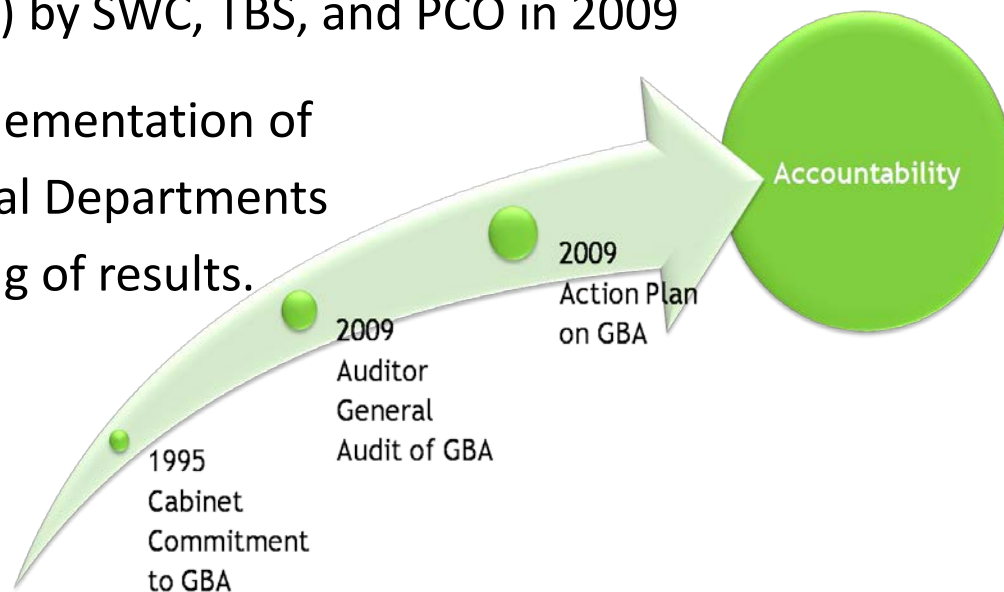 ) by SWC, TBS, and PCO in 2009
ementation of
al Departments
g of results.
Accountability
2009
Action Plan
on GBA
2009
Auditor
General
Audit of GBA
1995
Cabinet
Commitment
to GBA